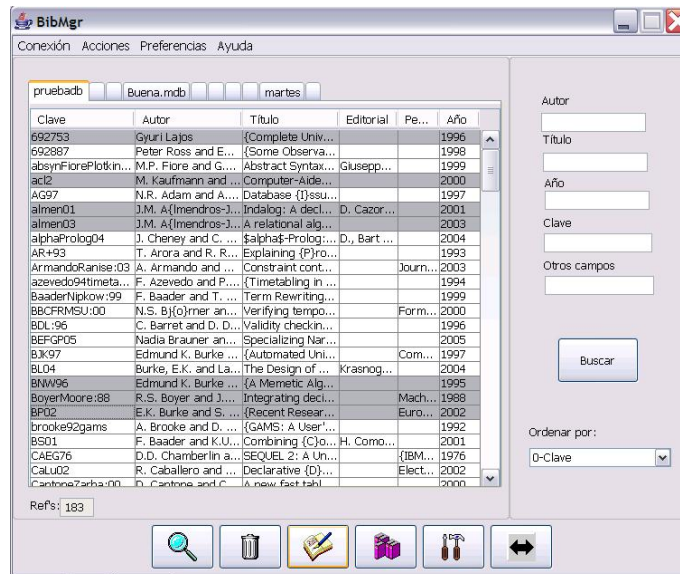 BibMgr
Conexión Acciones Preferencias Ayuda
pruebadb Buena.mdb martes
Clave Autor Título Editorial Pe... Año
692753 Gyuri Lajos {Complete Univ... 1996
692887 Peter Ross and E... {Some Observa... 1998
absynFiorePlotkin... M.P. Fiore and G.... Abstract Syntax... Giusepp... 1999
acl2 M. Kaufmann and ... Computer-Aide... 2000
AG97 N.R. Adam and A.... Database {I}ssu... 1997
almen01 J.M. A{lmendros-J... Indalog: A decl... D. Cazor... 2001
almen03 J.M. A{lmendros-J... A relational alg... 2003
alphaProlog04 J. Cheney and C. ... $alpha$-Prolog:... D., Bart ... 2004
AR+93 T. Arora and R. R... Explaining {P}ro... 1993
ArmandoRanise:03 A. Armando and ... Constraint cont... Journ... 2003
azevedo94timeta... F. Azevedo and P.... {Timetabling in ... 1994
BaaderNipkow:99 F. Baader and T. ... Term Rewriting... 1999
BBCFRMSU:00 N.S. Bj{o}rner an... Verifying tempo... Form... 2000
BDL:96 C. Barret and D. D... Validity checkin... 1996
BEFGP05 Nadia Brauner an... Specializing Nar... 2005
BJK97 Edmund K. Burke ... {Automated Uni... Com... 1997
BL04 Burke, E.K. and La... The Design of ... Krasnog... 2004
BNW96 Edmund K. Burke ... {A Memetic Alg... 1995
BoyerMoore:88 R.S. Boyer and J.... Integrating deci... Mach... 1988
BP02 E.K. Burke and S. ... {Recent Resear... Euro... 2002
brooke92gams A. Brooke and D. ... {GAMS: A User'... 1992
BS01 F. Baader and K.U... Combining {C}o... H. Como... 2001
CAEG76 D.D. Chamberlin a... SEQUEL 2: A Un... {IBM... 1976
CaLu02 R. Caballero and ... Declarative {D}... Elect... 2002
Cantone7arba:00 D. Cantone and C... A new fast tabl... 2000
Ref's: 183
Autor
Título
Año
Clave
Otros campos
Buscar
Ordenar por:
0-Clave